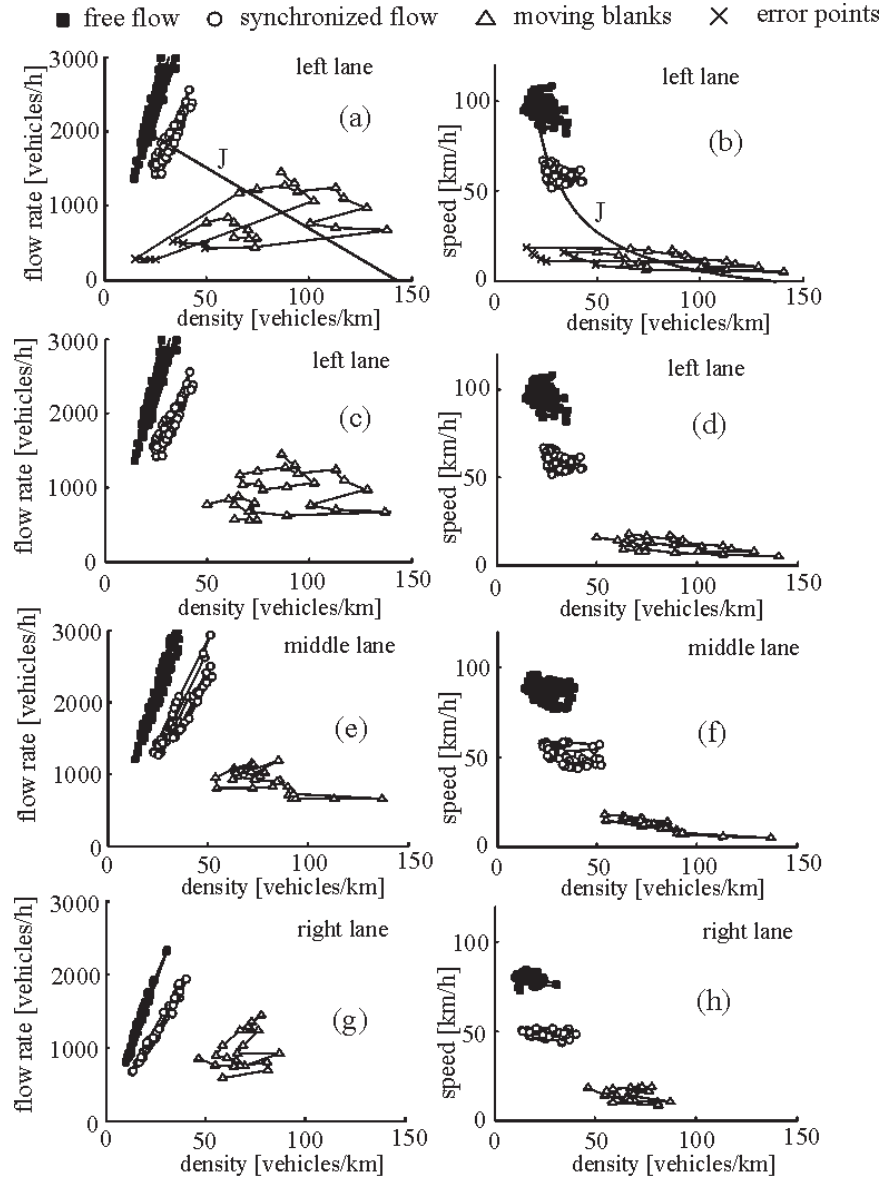 free flow synchronized flow moving blanks error points
3000
2000
1000
0
50
100
150
flow rate [vehicles/h]
density [vehicles/km]
left lane
(a)
J
100
50
0
0
50
100
150
speed [km/h]
density [vehicles/km]
left lane
(b)
J
3000
2000
1000
0
0
50
100
150
flow rate [vehicles/h]
density [vehicles/km]
left lane
(c)
100
50
0
0
50
100
150
speed [km/h]
density [vehicles/km]
left lane
(d)
3000
2000
1000
0
0
50
100
150
flow rate [vehicles/h]
density [vehicles/km]
middle lane
(e)
100
50
0
0
50
100
150
speed [km/h]
density [vehicles/km]
middle lane
(f)
3000
2000
1000
0
0
50
100
150
flow rate [vehicles/h]
density [vehicles/km]
right lane
(g)
100
50
0
0
50
100
150
speed [km/h]
density [vehicles/km]
right lane
(h)